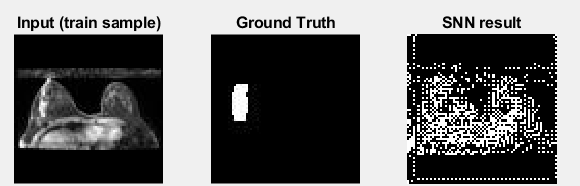 Input (train sample)
Ground Truth
SNN result